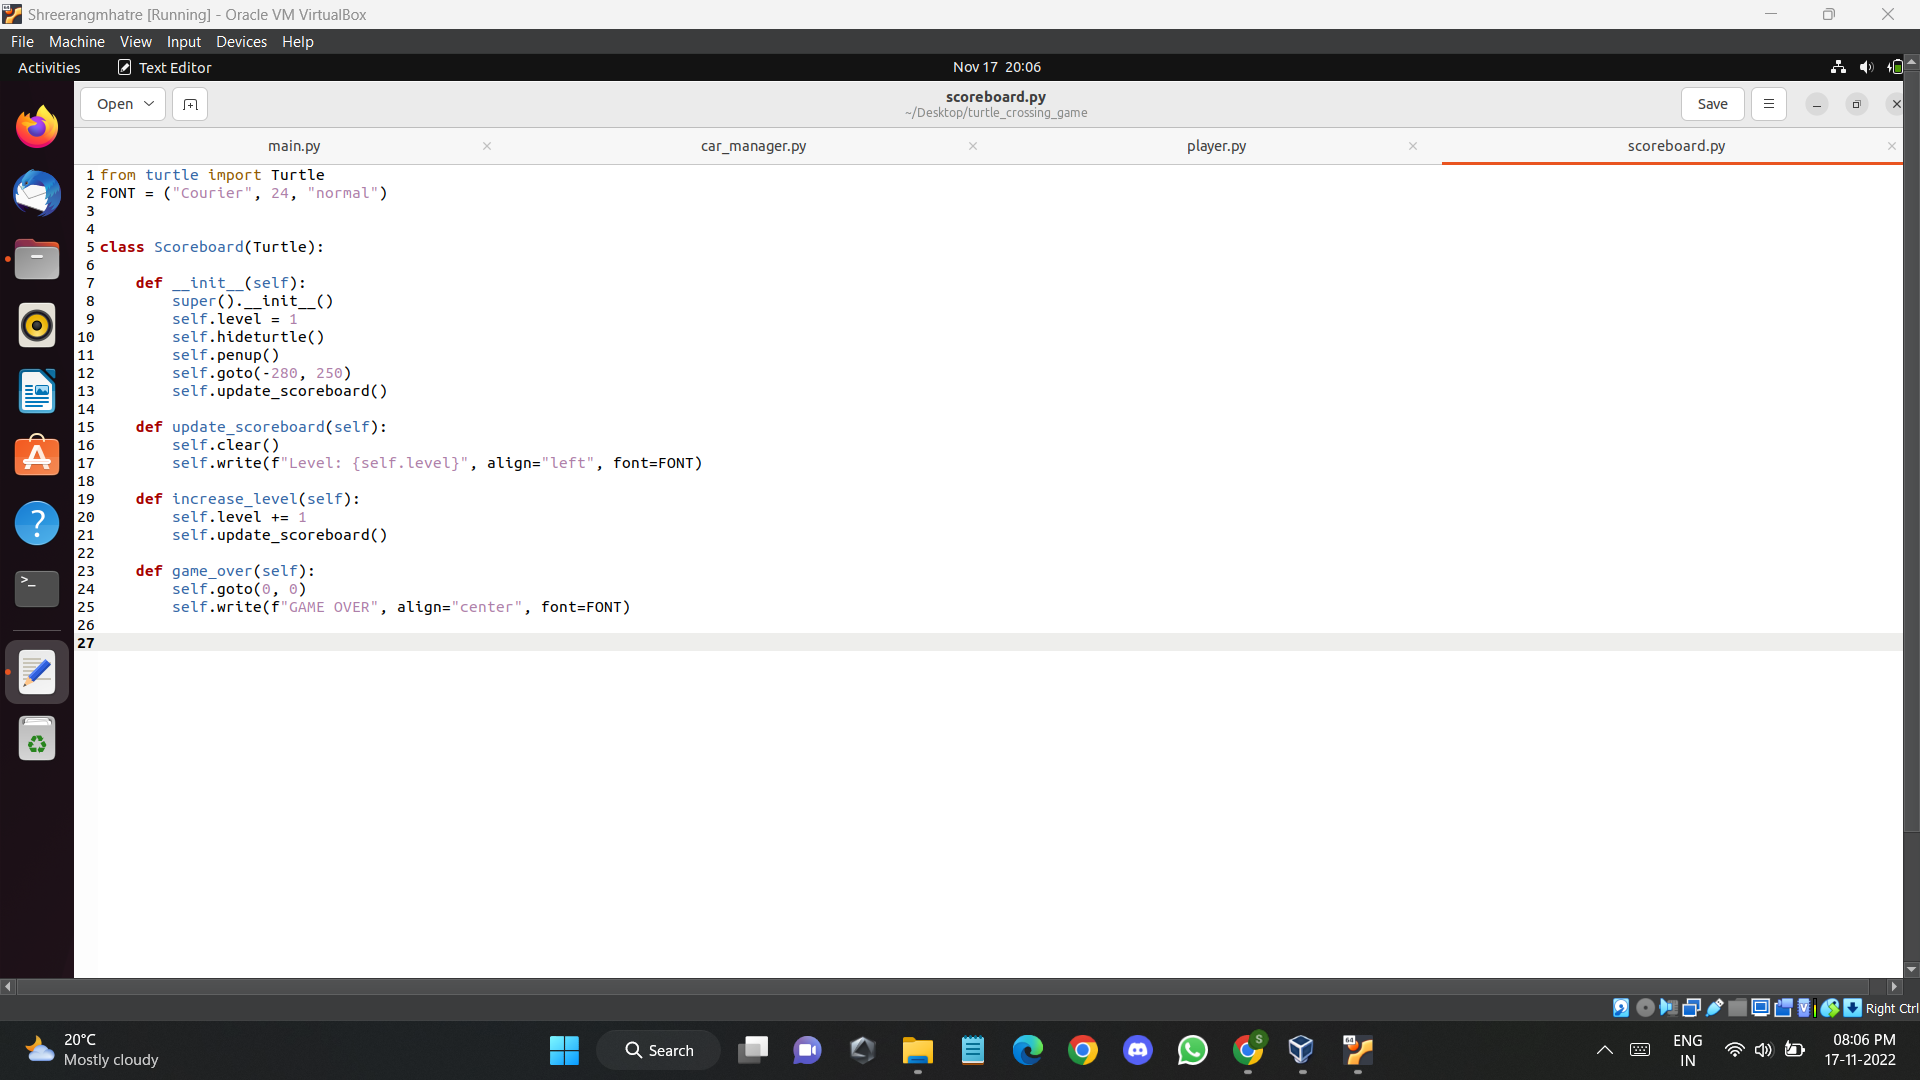 Shreerangmhatre [Running] - Oracle VM VirtualBox
File Machine View Input Devices Help
Activities Text Editor Nov 17 20:06
Open scoreboard.py Save
~/Desktop/turtle_crossing_game
main.py car_manager.py player.py scoreboard.py
1 from turtle import Turtle
2 FONT = ("Courier", 24, "normal")
3
4
5 class Scoreboard(Turtle):
6
7     def __init__(self):
8         super().__init__()
9         self.level = 1
10         self.hideturtle()
11         self.penup()
12         self.goto(-280, 250)
13         self.update_scoreboard()
14
15     def update_scoreboard(self):
16         self.clear()
17         self.write(f"Level: {self.level}", align="left", font=FONT)
18
19     def increase_level(self):
20         self.level += 1
21         self.update_scoreboard()
22
23     def game_over(self):
24         self.goto(0, 0)
25         self.write(f"GAME OVER", align="center", font=FONT)
26
27
Right Ctrl
20°C
Mostly cloudy
Search
ENG
IN
08:06 PM
17-11-2022